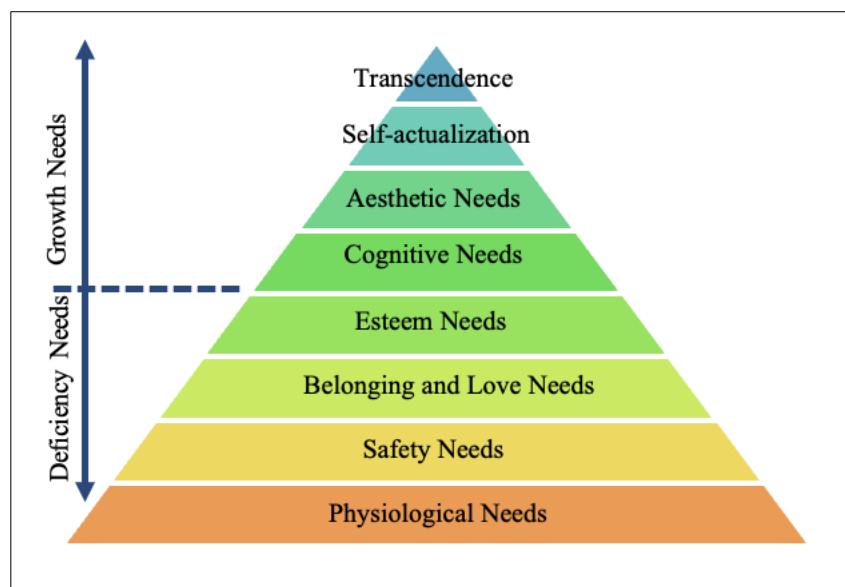 Transcendence
Self-actualization
Aesthetic Needs
Cognitive Needs
Esteem Needs
Belonging and Love Needs
Safety Needs
Physiological Needs
Growth Needs
Deficiency Needs